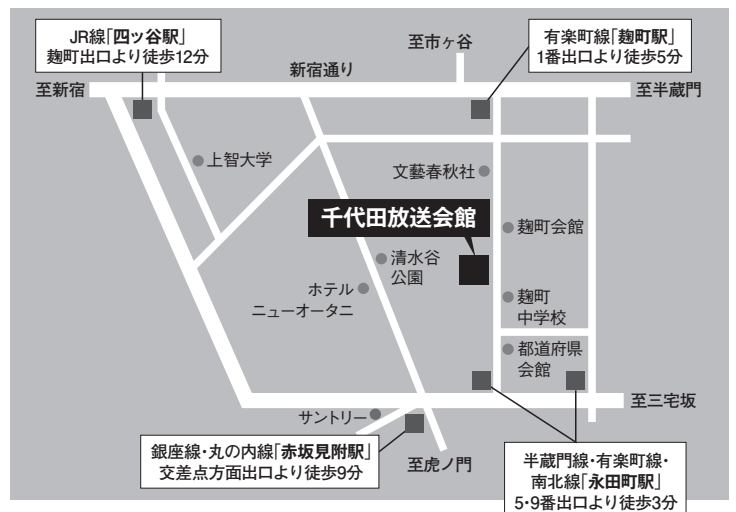 JR線「四ッ谷駅」
麹町出口より徒歩12分
有楽町線「麹町駅」
1番出口より徒歩5分
至市ヶ谷
新宿通り
至新宿
至半蔵門
上智大学
文藝春秋社
千代田放送会館
麹町会館
清水谷
公園
ホテル
ニューオータニ
麹町
中学校
都道府県
会館
至三宅坂
サントリー
銀座線・丸の内線「赤坂見附駅」
交差点方面出口より徒歩9分
至虎ノ門
半蔵門線・有楽町線・
南北線「永田町駅」
5・9番出口より徒歩3分